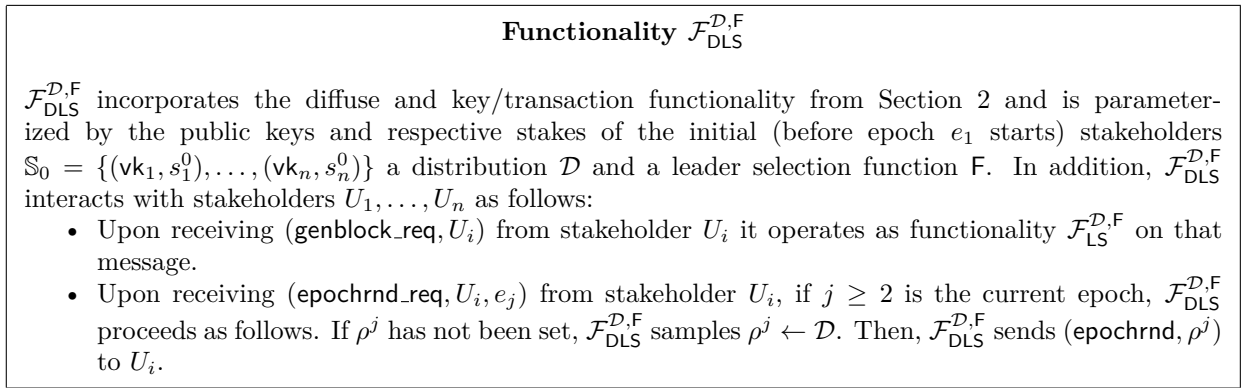 Functionality $\mathcal{F}_{\mathsf{DLS}}^{\mathcal{D},\mathsf{F}}$
$\mathcal{F}_{\mathsf{DLS}}^{\mathcal{D},\mathsf{F}}$ incorporates the diffuse and key/transaction functionality from Section 2 and is parameter-
ized by the public keys and respective stakes of the initial (before epoch $e_1$ starts) stakeholders
$\mathbb{S}_0 = \{(\mathsf{vk}_1, s_1^0), \ldots, (\mathsf{vk}_n, s_n^0)\}$ a distribution $\mathcal{D}$ and a leader selection function $\mathsf{F}$. In addition, $\mathcal{F}_{\mathsf{DLS}}^{\mathcal{D},\mathsf{F}}$
interacts with stakeholders $U_1, \ldots, U_n$ as follows:
• Upon receiving ($\mathsf{genblock\_req}, U_i$) from stakeholder $U_i$ it operates as functionality $\mathcal{F}_{\mathsf{LS}}^{\mathcal{D},\mathsf{F}}$ on that
message.
• Upon receiving ($\mathsf{epochrnd\_req}, U_i, e_j$) from stakeholder $U_i$, if $j \geq 2$ is the current epoch, $\mathcal{F}_{\mathsf{DLS}}^{\mathcal{D},\mathsf{F}}$
proceeds as follows. If $\rho^j$ has not been set, $\mathcal{F}_{\mathsf{DLS}}^{\mathcal{D},\mathsf{F}}$ samples $\rho^j \leftarrow \mathcal{D}$. Then, $\mathcal{F}_{\mathsf{DLS}}^{\mathcal{D},\mathsf{F}}$ sends ($\mathsf{epochrnd}, \rho^j$)
to $U_i$.